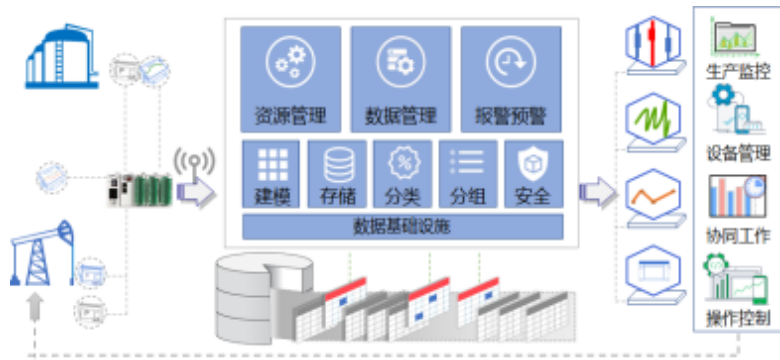 资源管理 数据管理 报警预警
建模 存储 分类 分组 安全
数据基础设施
生产监控
设备管理
协同工作
操作控制